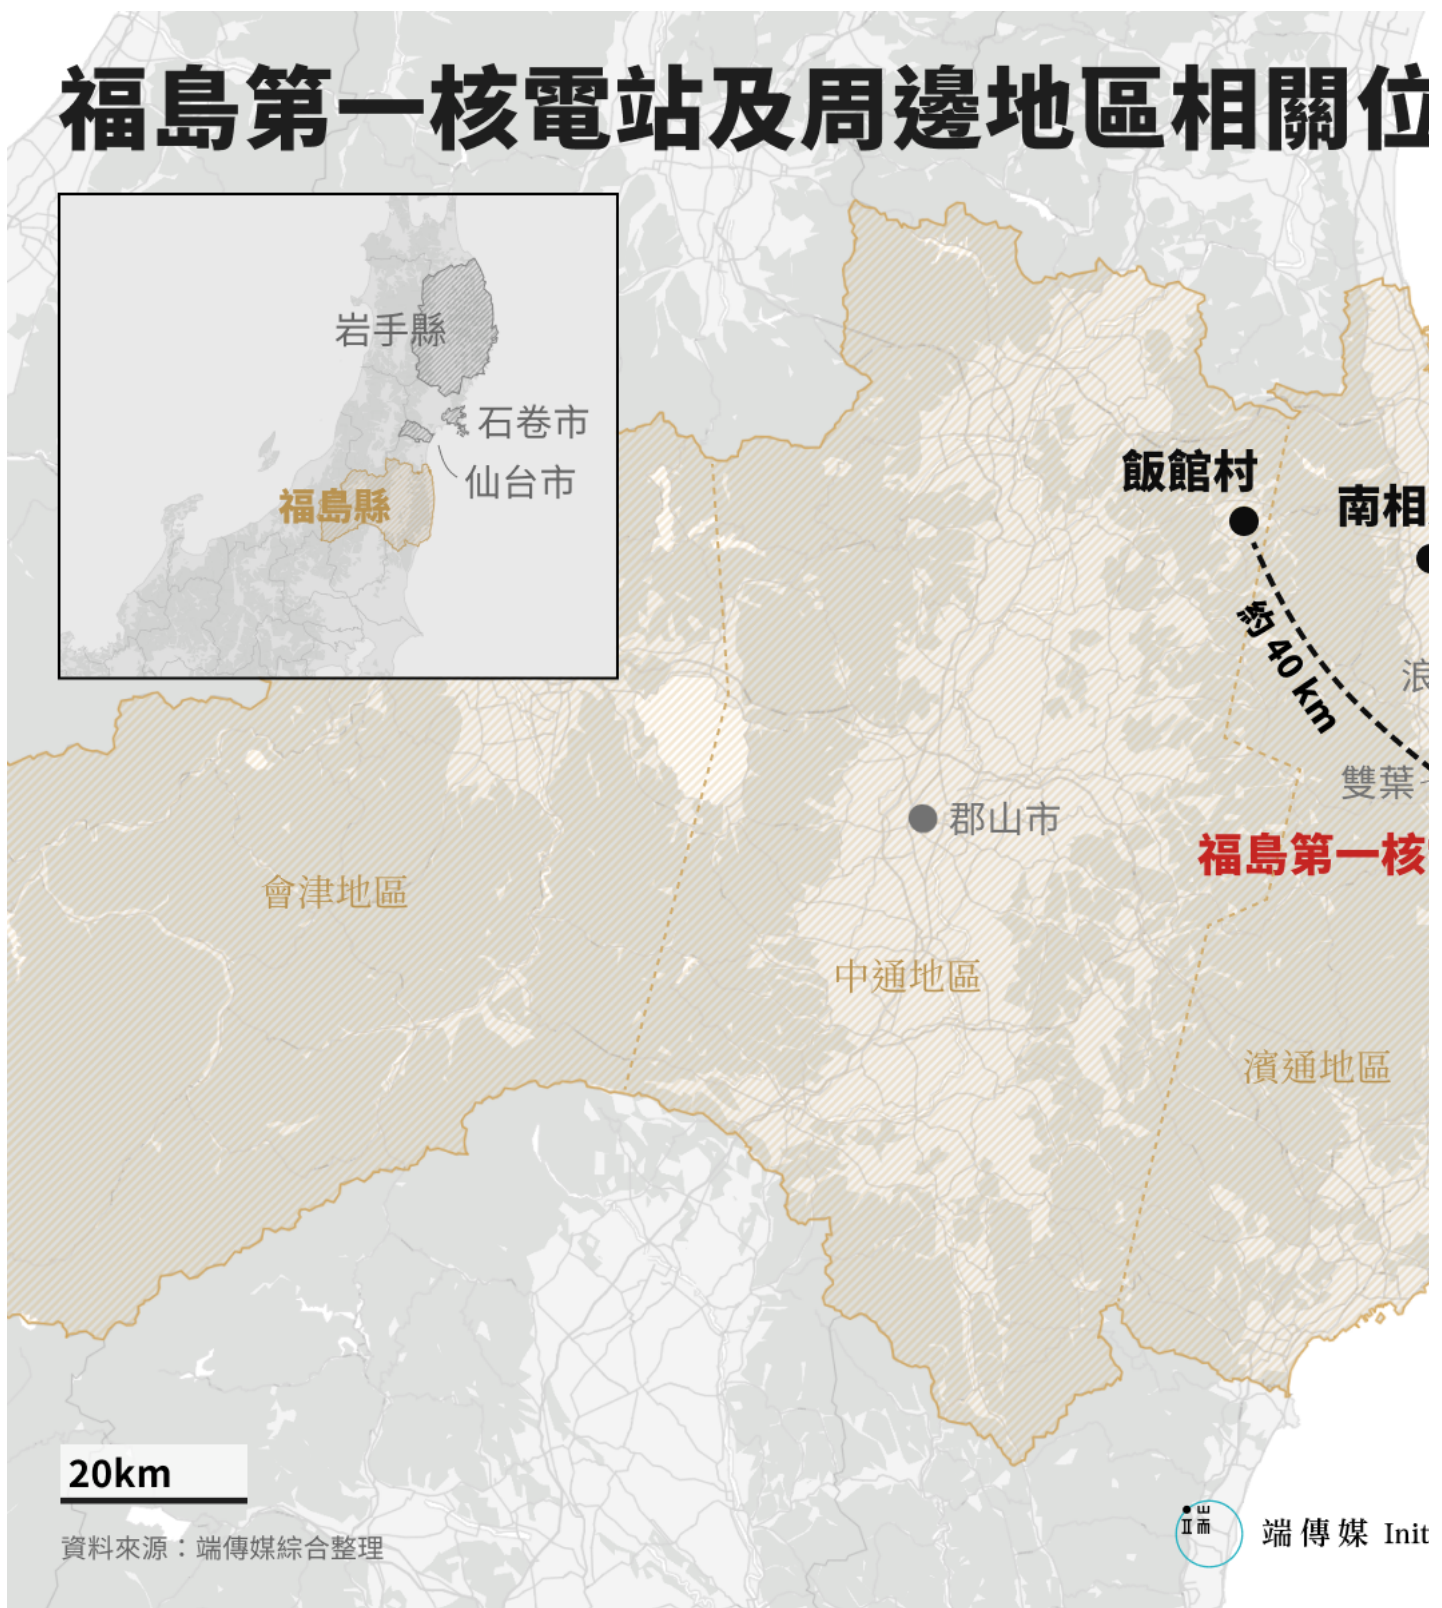 福島第一核電站及周邊地區相關位
岩手縣
石卷市
仙台市
福島縣
飯館村
南相
約 40 km
浪
雙葉
郡山市
福島第一核
會津地區
中通地區
濱通地區
20km
資料來源：端傳媒綜合整理
端傳媒 Init